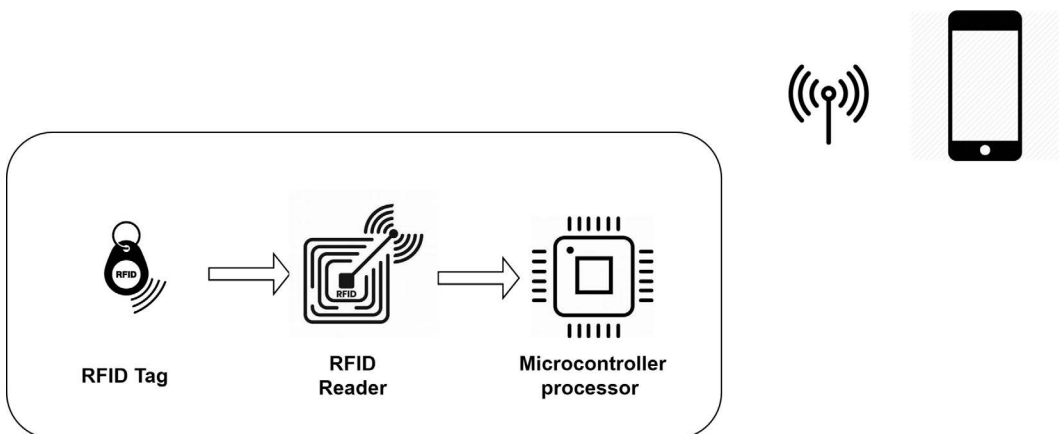 RFID
RFID
RFID Tag
RFID
Reader
Microcontroller
processor